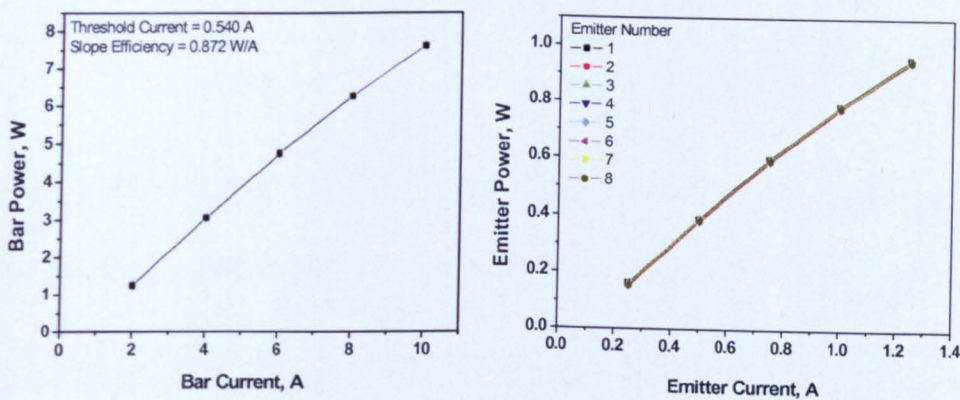 Threshold Current = 0.540 A
Slope Efficiency = 0.872 W/A
8
7
6
5
4
3
2
1
0
Bar Power, W
0 2 4 6 8 10
Bar Current, A
Emitter Number
1
2
3
4
5
6
7
8
1.0
0.8
0.6
0.4
0.2
0.0
Emitter Power, W
0.0 0.2 0.4 0.6 0.8 1.0 1.2 1.4
Emitter Current, A